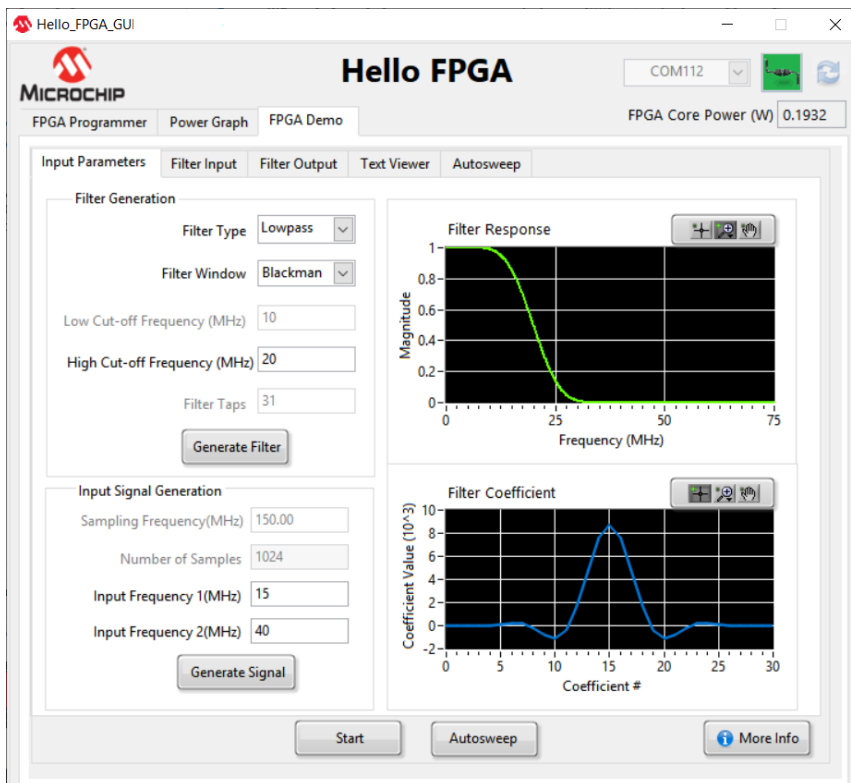 Hello_FPGA_GUI
MICROCHIP
Hello FPGA
COM112
FPGA Programmer Power Graph FPGA Demo
FPGA Core Power (W) 0.1932
Input Parameters Filter Input Filter Output Text Viewer Autosweep
Filter Generation
Filter Type Lowpass
Filter Window Blackman
Low Cut-off Frequency (MHz) 10
High Cut-off Frequency (MHz) 20
Filter Taps 31
Generate Filter
Filter Response
Magnitude
1
0.8
0.6
0.4
0.2
0
0 25 50 75
Frequency (MHz)
Input Signal Generation
Sampling Frequency(MHz) 150.00
Number of Samples 1024
Input Frequency 1(MHz) 15
Input Frequency 2(MHz) 40
Generate Signal
Filter Coefficient
Coefficient Value (10^3)
10
8
6
4
2
0
-2
0 5 10 15 20 25 30
Coefficient #
Start Autosweep More Info